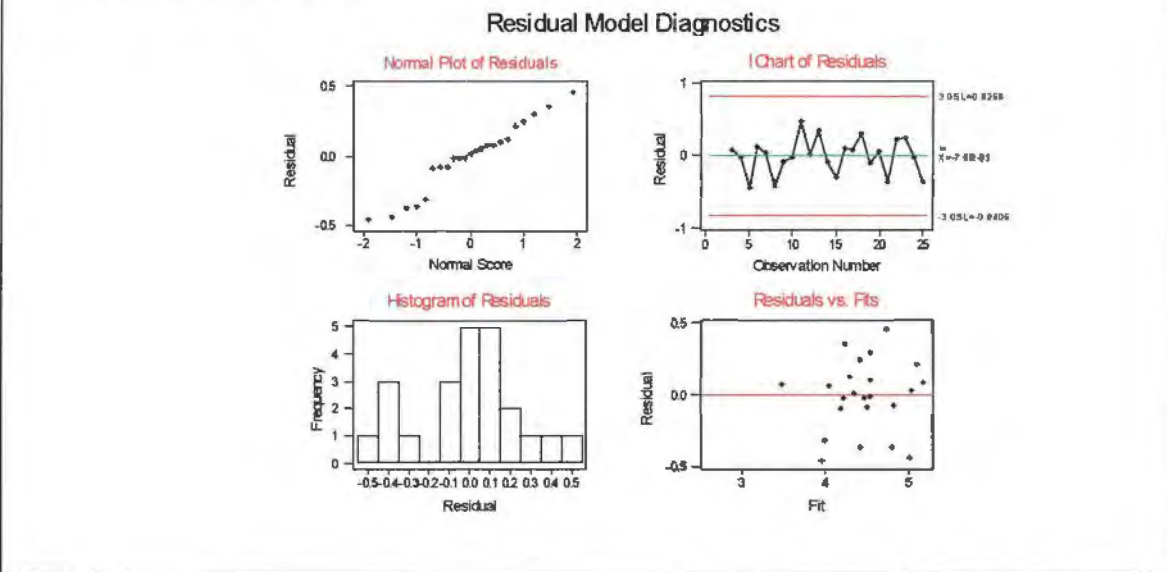 Residual Model Diagnostics
Normal Plot of Residuals
0.5
0.0
-0.5
Residual
-2 -1 0 1 2
Normal Score
I Chart of Residuals
1
0
-1
Residual
0 5 10 15 20 25
Observation Number
Histogram of Residuals
5
4
3
2
1
0
Frequency
-0.5-0.4-0.3-0.2-0.1 0.0 0.1 0.2 0.3 0.4 0.5
Residual
Residuals vs. Fits
0.5
0.0
-0.5
Residual
3 4 5
Fit